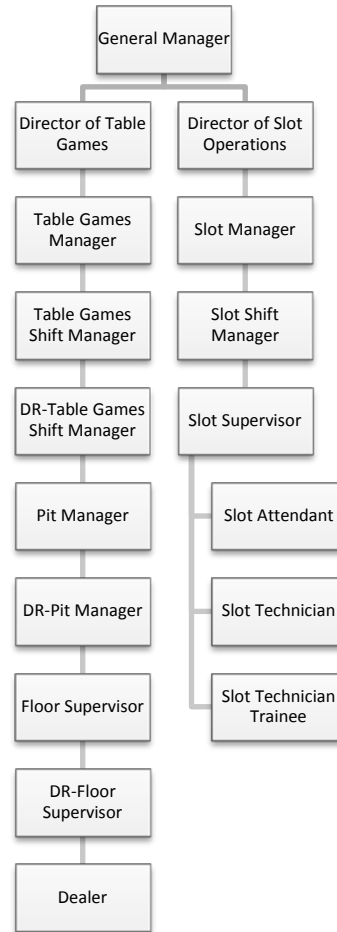 General Manager
Director of Table
Games
Director of Slot
Operations
Table Games
Manager
Slot Manager
Table Games
Shift Manager
Slot Shift
Manager
DR-Table Games
Shift Manager
Slot Supervisor
Pit Manager
Slot Attendant
DR-Pit Manager
Slot Technician
Floor Supervisor
Slot Technician
Trainee
DR-Floor
Supervisor
Dealer